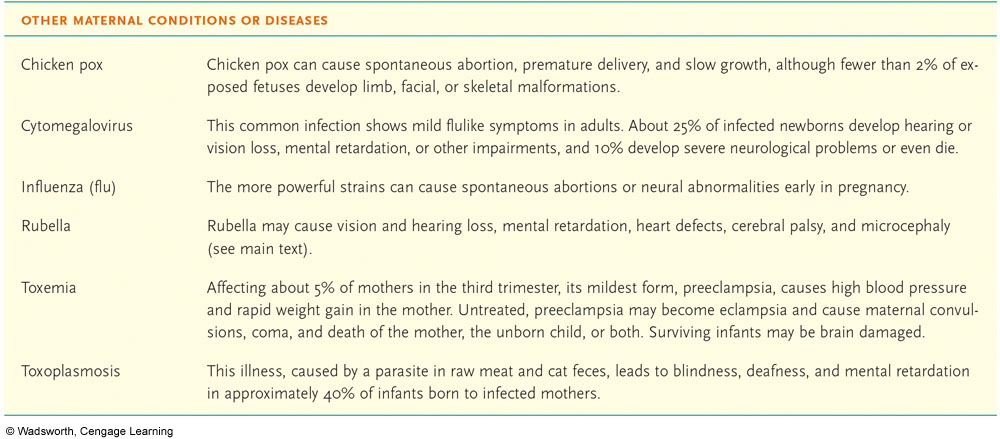 OTHER MATERNAL CONDITIONS OR DISEASES
Chicken pox
Chicken pox can cause spontaneous abortion, premature delivery, and slow growth, although fewer than 2% of ex-
posed fetuses develop limb, facial, or skeletal malformations.
Cytomegalovirus
This common infection shows mild flulike symptoms in adults. About 25% of infected newborns develop hearing or
vision loss, mental retardation, or other impairments, and 10% develop severe neurological problems or even die.
Influenza (flu)
The more powerful strains can cause spontaneous abortions or neural abnormalities early in pregnancy.
Rubella
Rubella may cause vision and hearing loss, mental retardation, heart defects, cerebral palsy, and microcephaly
(see main text).
Toxemia
Affecting about 5% of mothers in the third trimester, its mildest form, preeclampsia, causes high blood pressure
and rapid weight gain in the mother. Untreated, preeclampsia may become eclampsia and cause maternal convul-
sions, coma, and death of the mother, the unborn child, or both. Surviving infants may be brain damaged.
Toxoplasmosis
This illness, caused by a parasite in raw meat and cat feces, leads to blindness, deafness, and mental retardation
in approximately 40% of infants born to infected mothers.
© Wadsworth, Cengage Learning